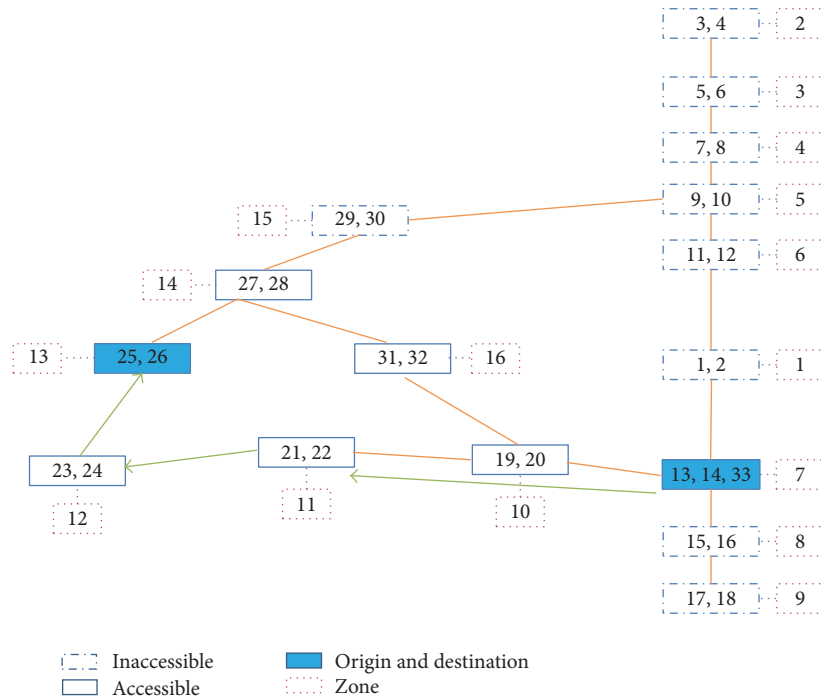 3, 4 2
5, 6 3
7, 8 4
9, 10 5
15 29, 30
11, 12 6
14 27, 28
13 25, 26
31, 32 16
1, 2 1
21, 22
19, 20
23, 24
13, 14, 33 7
11
10
12
15, 16 8
17, 18 9
Inaccessible
Origin and destination
Accessible
Zone